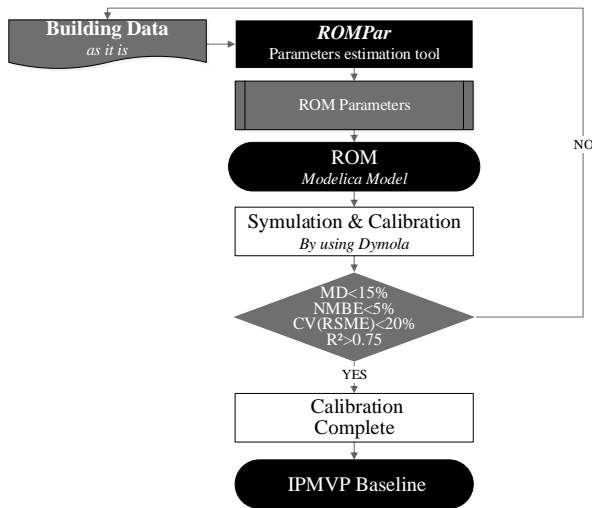 Building Data
as it is
ROMPar
Parameters estimation tool
ROM Parameters
ROM
Modelica Model
NO
Symulation & Calibration
By using Dymola
MD<15%
NMBE<5%
CV(RSME)<20%
R²>0.75
YES
Calibration
Complete
IPMVP Baseline